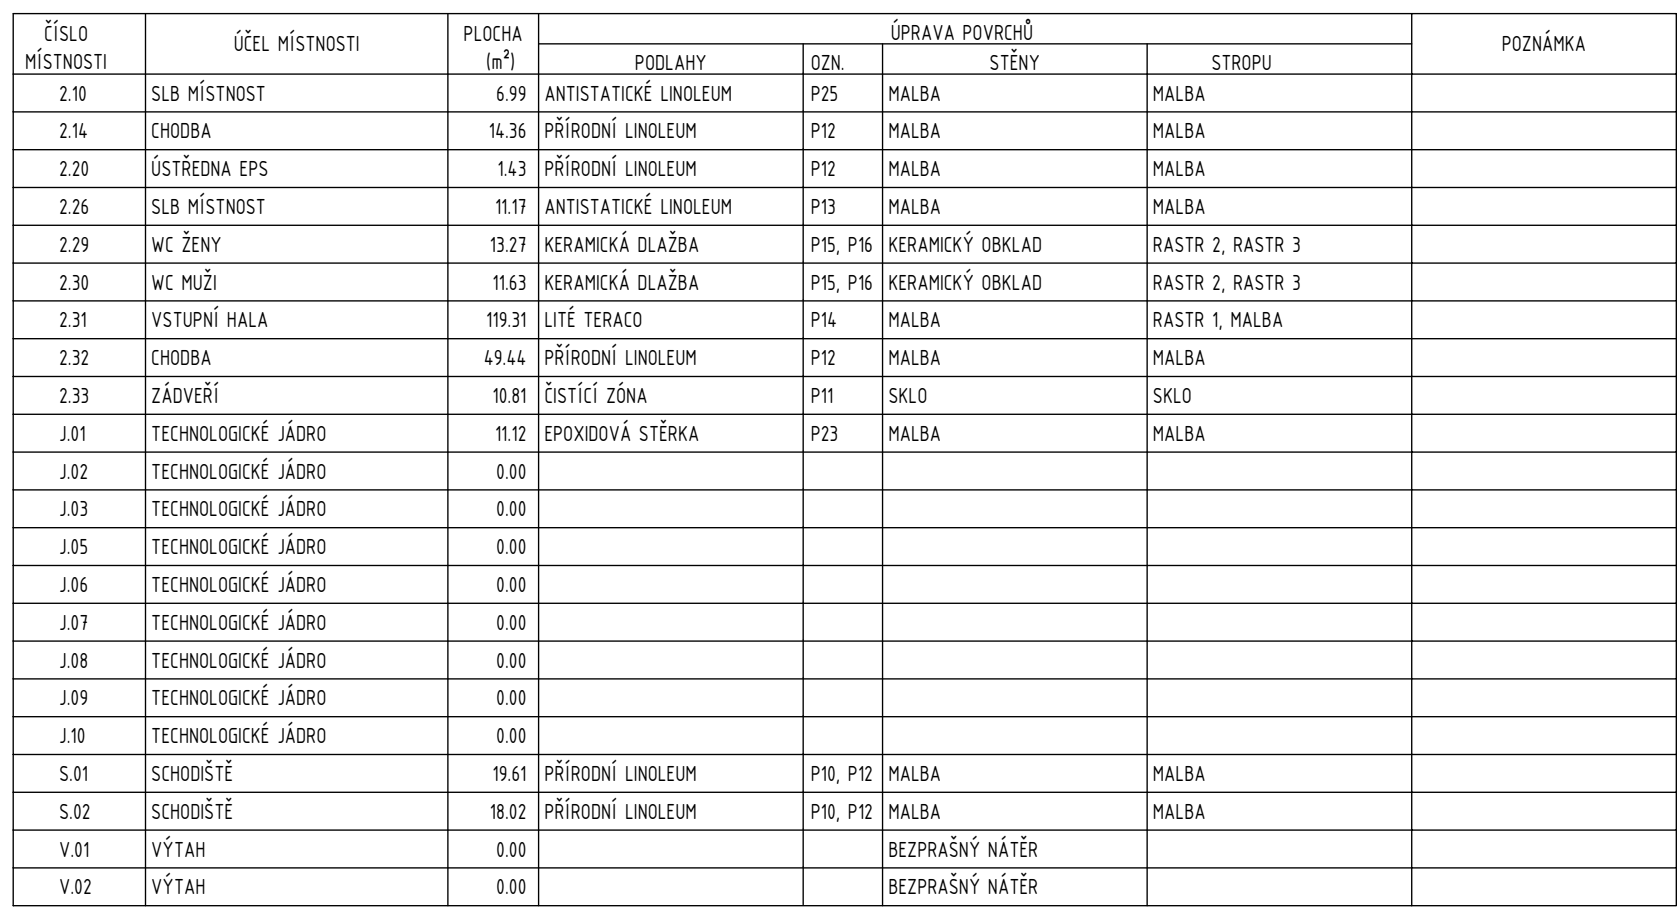 ČÍSLO MÍSTNOSTI ÚČEL MÍSTNOSTI PLOCHA (m²) ÚPRAVA POVRCHŮ POZNÁMKA
PODLAHY OZN. STĚNY STROPU
2.10 SLB MÍSTNOST 6.99 ANTISTATICKÉ LINOLEUM P25 MALBA MALBA
2.14 CHODBA 14.36 PŘÍRODNÍ LINOLEUM P12 MALBA MALBA
2.20 ÚSTŘEDNA EPS 1.43 PŘÍRODNÍ LINOLEUM P12 MALBA MALBA
2.26 SLB MÍSTNOST 11.17 ANTISTATICKÉ LINOLEUM P13 MALBA MALBA
2.29 WC ŽENY 13.27 KERAMICKÁ DLAŽBA P15, P16 KERAMICKÝ OBKLAD RASTR 2, RASTR 3
2.30 WC MUŽI 11.63 KERAMICKÁ DLAŽBA P15, P16 KERAMICKÝ OBKLAD RASTR 2, RASTR 3
2.31 VSTUPNÍ HALA 119.31 LITÉ TERACO P14 MALBA RASTR 1, MALBA
2.32 CHODBA 49.44 PŘÍRODNÍ LINOLEUM P12 MALBA MALBA
2.33 ZÁDVEŘÍ 10.81 ČISTÍCÍ ZÓNA P11 SKLO SKLO
J.01 TECHNOLOGICKÉ JÁDRO 11.12 EPOXIDOVÁ STĚRKA P23 MALBA MALBA
J.02 TECHNOLOGICKÉ JÁDRO 0.00
J.03 TECHNOLOGICKÉ JÁDRO 0.00
J.05 TECHNOLOGICKÉ JÁDRO 0.00
J.06 TECHNOLOGICKÉ JÁDRO 0.00
J.07 TECHNOLOGICKÉ JÁDRO 0.00
J.08 TECHNOLOGICKÉ JÁDRO 0.00
J.09 TECHNOLOGICKÉ JÁDRO 0.00
J.10 TECHNOLOGICKÉ JÁDRO 0.00
S.01 SCHODIŠTĚ 19.61 PŘÍRODNÍ LINOLEUM P10, P12 MALBA MALBA
S.02 SCHODIŠTĚ 18.02 PŘÍRODNÍ LINOLEUM P10, P12 MALBA MALBA
V.01 VÝTAH 0.00 BEZPRAŠNÝ NÁTĚR
V.02 VÝTAH 0.00 BEZPRAŠNÝ NÁTĚR